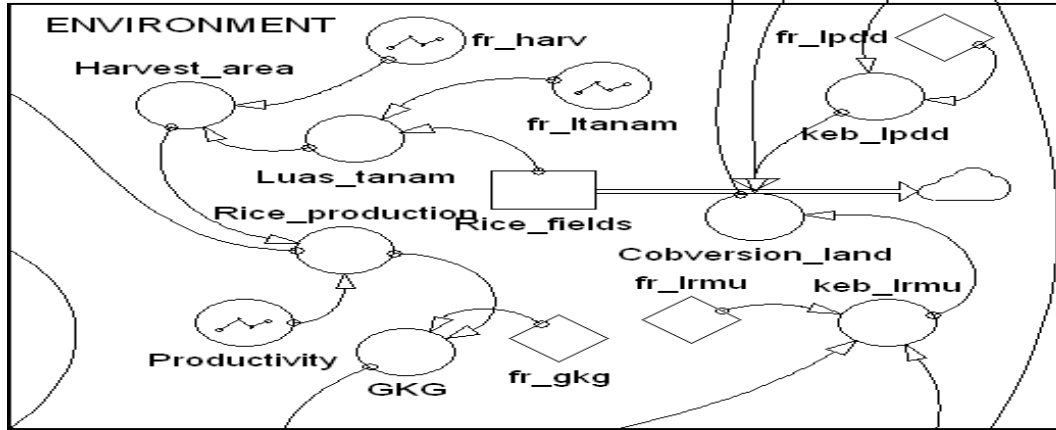 ENVIRONMENT
fr_harv
fr_lpdd
Harvest_area
fr_ltanam
keb_lpdd
Luas_tanam
Rice_production
Rice_fields
Cobversion_land
fr_lrmu
keb_lrmu
Productivity
GKG
fr_gkg